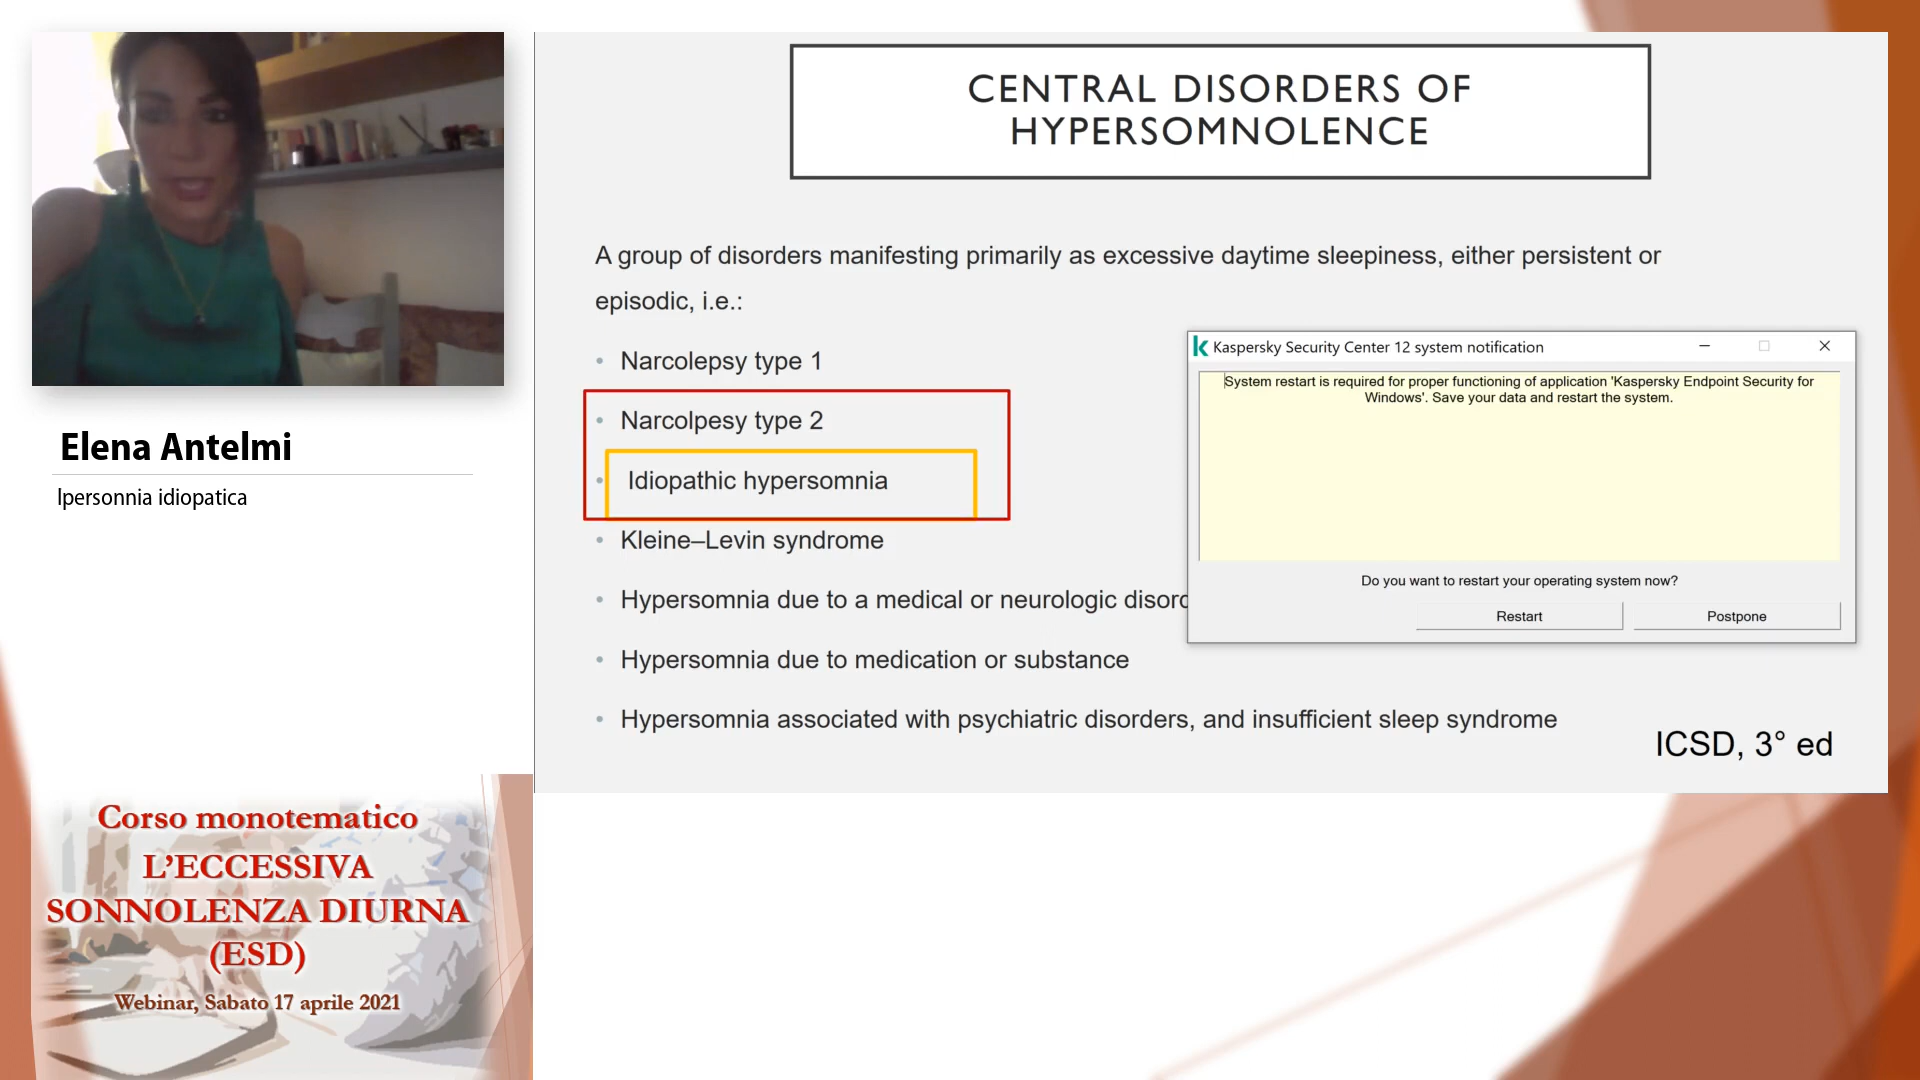 Elena Antelmi
Ipersonnia idiopatica
Corso monotematico
L'ECCESSIVA
SONNOLENZA DIURNA
(ESD)
Webinar, Sabato 17 aprile 2021
CENTRAL DISORDERS OF
HYPERSOMNOLENCE
A group of disorders manifesting primarily as excessive daytime sleepiness, either persistent or
episodic, i.e.:
• Narcolepsy type 1
• Narcolpesy type 2
• Idiopathic hypersomnia
• Kleine–Levin syndrome
• Hypersomnia due to a medical or neurologic disord
• Hypersomnia due to medication or substance
• Hypersomnia associated with psychiatric disorders, and insufficient sleep syndrome
ICSD, 3° ed
Kaspersky Security Center 12 system notification
System restart is required for proper functioning of application 'Kaspersky Endpoint Security for
Windows'. Save your data and restart the system.
Do you want to restart your operating system now?
Restart
Postpone